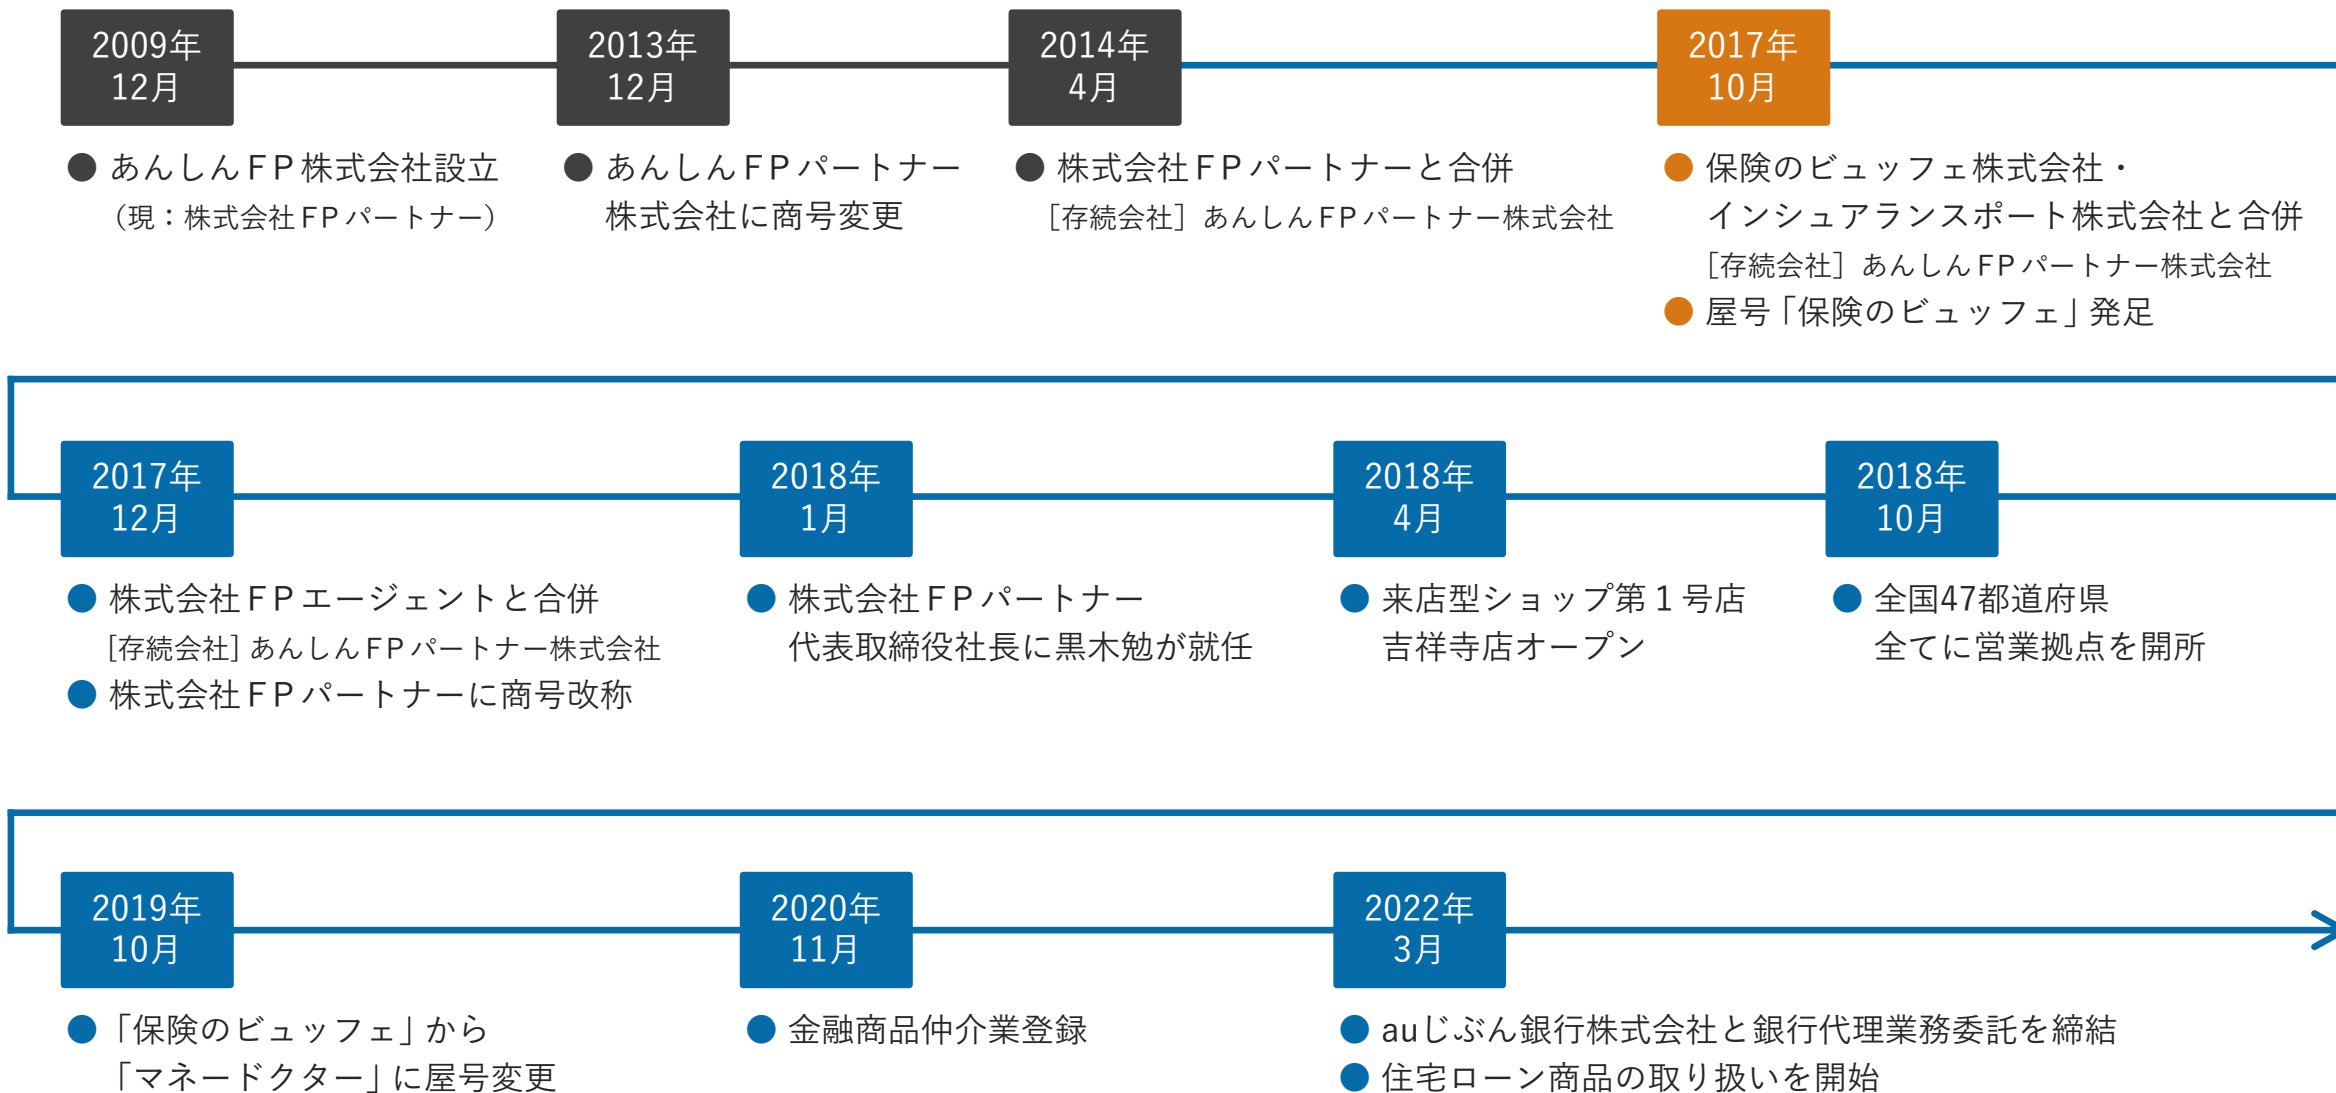 2009年
12月
あんしんFP株式会社設立
（現：株式会社FPパートナー）
2013年
12月
あんしんFPパートナー
株式会社に商号変更
2014年
4月
株式会社FPパートナーと合併
［存続会社］あんしんFPパートナー株式会社
2017年
10月
保険のビュッフェ株式会社・
インシュアランスポート株式会社と合併
［存続会社］あんしんFPパートナー株式会社
屋号「保険のビュッフェ」発足
2017年
12月
株式会社FPエージェントと合併
［存続会社］あんしんFPパートナー株式会社
株式会社FPパートナーに商号改称
2018年
1月
株式会社FPパートナー
代表取締役社長に黒木勉が就任
2018年
4月
来店型ショップ第1号店
吉祥寺店オープン
2018年
10月
全国47都道府県
全てに営業拠点を開所
2019年
10月
「保険のビュッフェ」から
「マネードクター」に屋号変更
2020年
11月
金融商品仲介業登録
2022年
3月
auじぶん銀行株式会社と銀行代理業務委託を締結
住宅ローン商品の取り扱いを開始